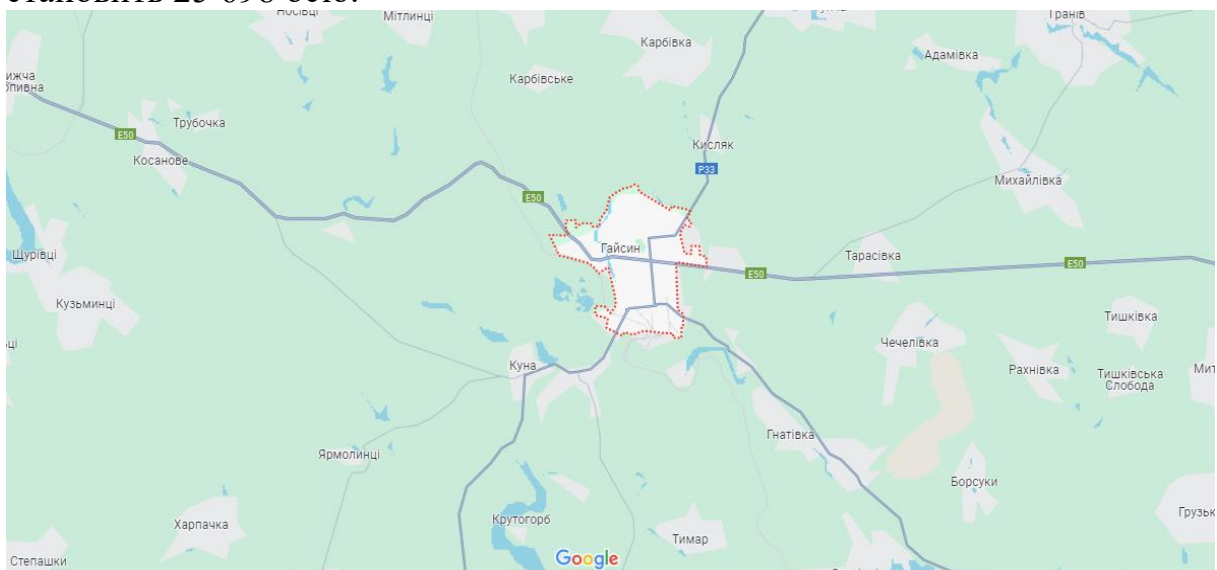 Мітлинці
Карбівка
Адамівка
Карбівське
Трубочка
E50
Косанове
Кисляк
P33
Михайлівка
E50
Гайсин
Щурівці
Тарасівка
E50
E50
Кузьминці
Тишківка
Чечелівка
Куна
Рахнівка
Тишківська
Слобода
Гнатівка
Ярмолинці
Борсуки
Крутогорб
Харпачка
Тимар
Степашки
Google